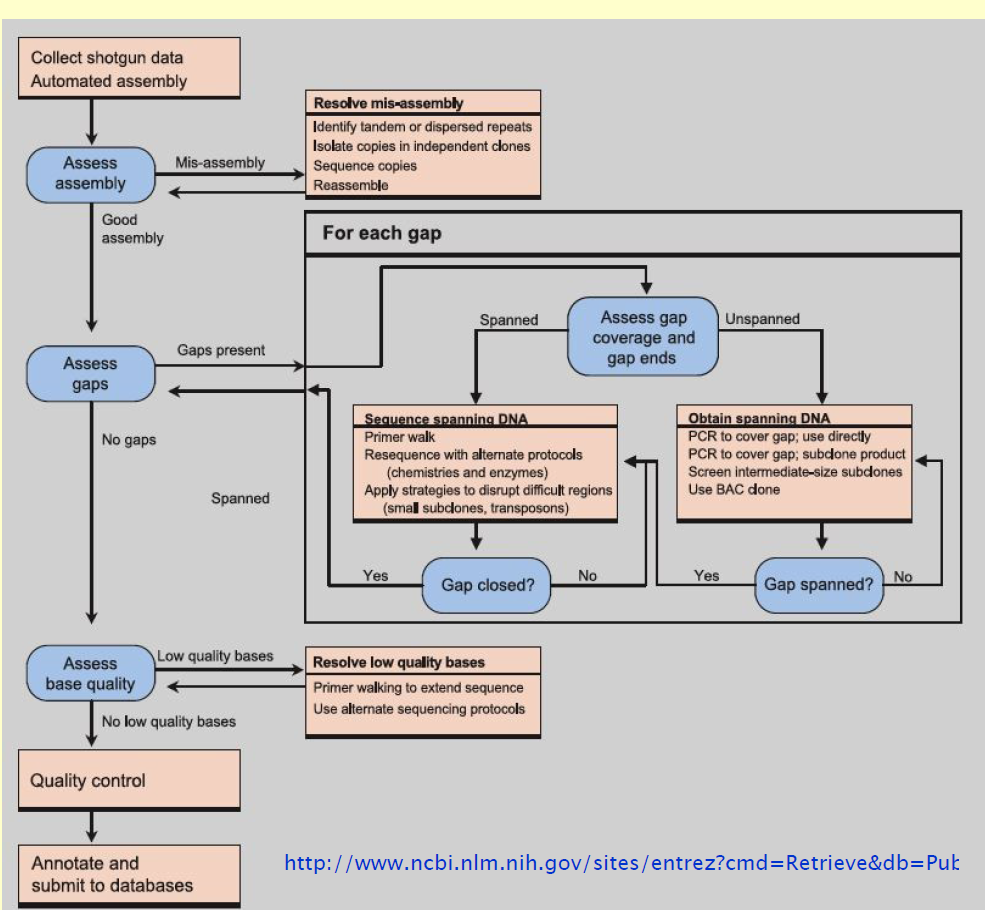 Collect shotgun data
Automated assembly
Resolve mis-assembly
Identify tandem or dispersed repeats
Isolate copies in independent clones
Sequence copies
Reassemble
Assess
assembly
Mis-assembly
Good
assembly
For each gap
Assess gap
coverage and
gap ends
Spanned
Unspanned
Assess
gaps
Gaps present
No gaps
Spanned
Sequence spanning DNA
Primer walk
Resequence with alternate protocols
(chemistries and enzymes)
Apply strategies to disrupt difficult regions
(small subclones, transposons)
Obtain spanning DNA
PCR to cover gap; use directly
PCR to cover gap; subclone product
Screen intermediate-size subclones
Use BAC clone
Yes
Gap closed?
No
Yes
Gap spanned?
No
Assess
base quality
Low quality bases
Resolve low quality bases
Primer walking to extend sequence
Use alternate sequencing protocols
No low quality bases
Quality control
Annotate and
submit to databases
http://www.ncbi.nlm.nih.gov/sites/entrez?cmd=Retrieve&db=Pub